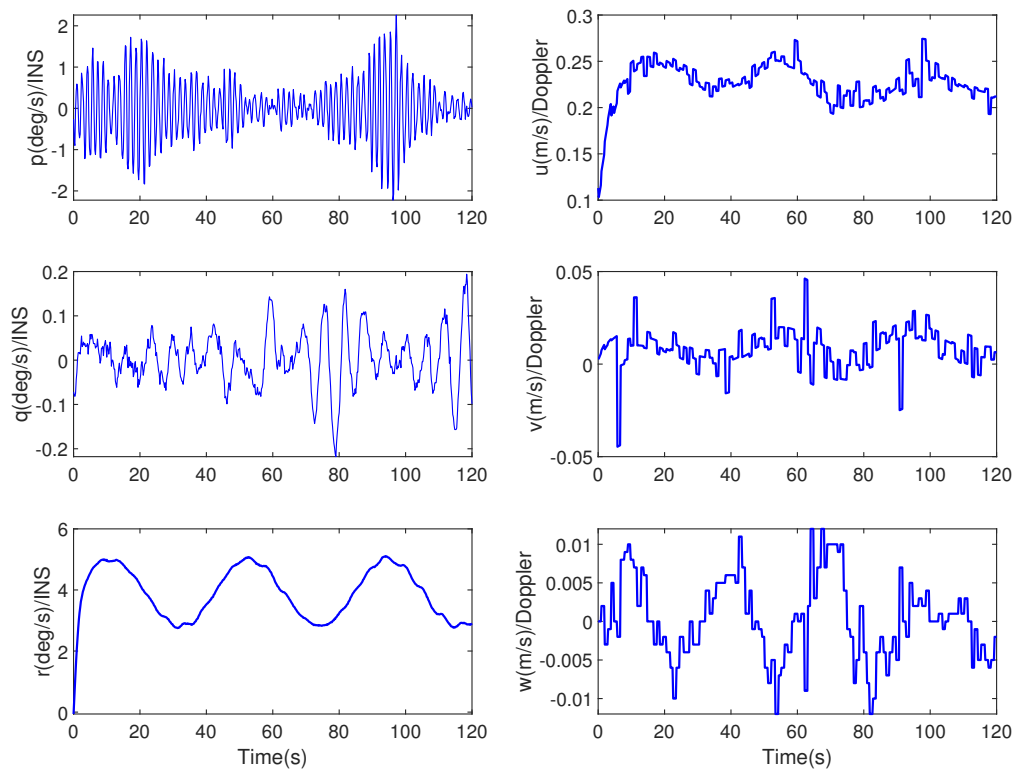 2
1
0
-1
-2
p(deg/s)/INS
0 20 40 60 80 100 120
0.3
0.25
0.2
0.15
0.1
u(m/s)/Doppler
0 20 40 60 80 100 120
0.2
0.1
0
-0.1
-0.2
q(deg/s)/INS
0 20 40 60 80 100 120
0.05
0
-0.05
v(m/s)/Doppler
0 20 40 60 80 100 120
6
4
2
0
r(deg/s)/INS
0 20 40 60 80 100 120
Time(s)
0.01
0.005
0
-0.005
-0.01
w(m/s)/Doppler
0 20 40 60 80 100 120
Time(s)